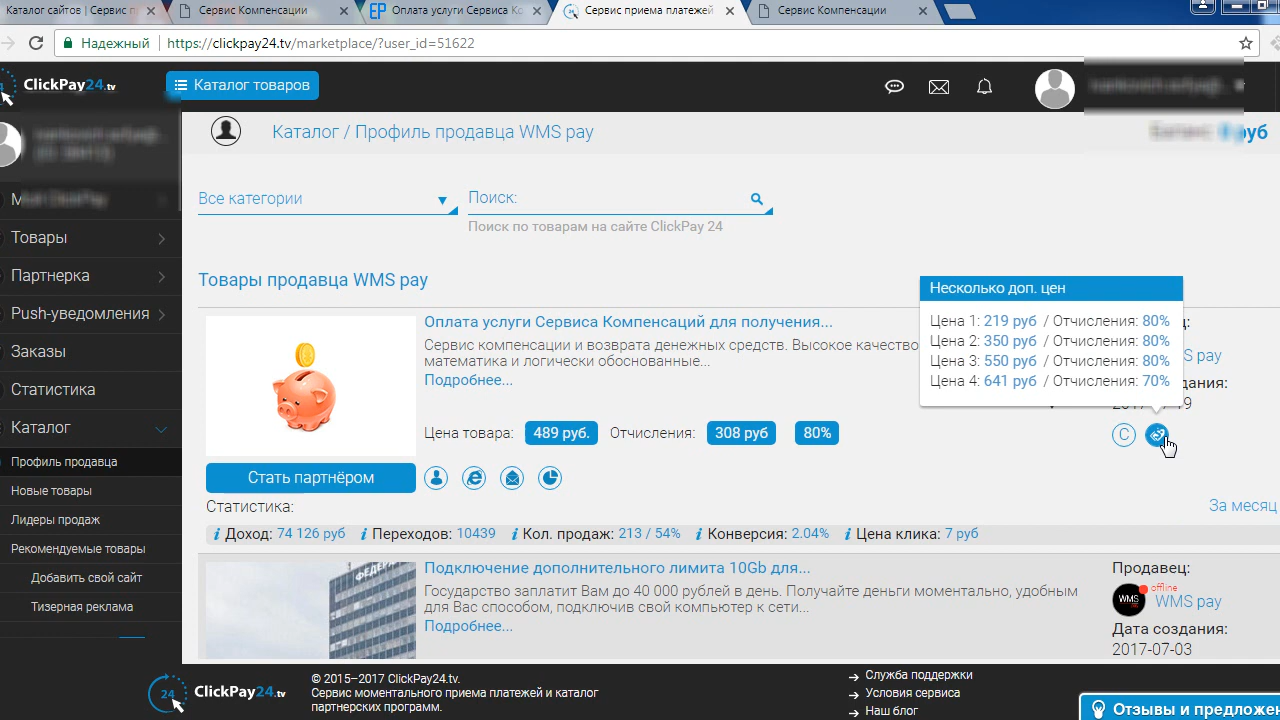 Каталог сайтов | Сервис п
Сервис Компенсации
Оплата услуги Сервиса Ко
Сервис приема платежей
Сервис Компенсации
Надежный
https://clickpay24.tv/marketplace/?user_id=51622
ClickPay24.tv
Каталог товаров
Каталог / Профиль продавца WMS pay
руб
Все категории
Поиск:
Поиск по товарам на сайте ClickPay 24
Товары
Партнерка
Push-уведомления
Заказы
Статистика
Каталог
Профиль продавца
Новые товары
Лидеры продаж
Рекомендуемые товары
Добавить свой сайт
Тизерная реклама
Товары продавца WMS pay
Оплата услуги Сервиса Компенсаций для получения...
Сервис компенсации и возврата денежных средств. Высокое качество
математика и логически обоснованные...
Подробнее...
Несколько доп. цен
Цена 1: 219 руб / Отчисления: 80%
Цена 2: 350 руб / Отчисления: 80%
Цена 3: 550 руб / Отчисления: 80%
Цена 4: 641 руб / Отчисления: 70%
Цена товара: 489 руб. Отчисления: 308 руб 80%
Стать партнёром
Статистика:
За месяц
Доход: 74 126 руб Переходов: 10439 Кол. продаж: 213 / 54% Конверсия: 2.04% Цена клика: 7 руб
Подключение дополнительного лимита 10Gb для...
Государство заплатит Вам до 40 000 рублей в день. Получайте деньги моментально, удобным
для Вас способом, подключив свой компьютер к сети...
Подробнее...
Продавец:
offline
WMS pay
Дата создания:
2017-07-03
24
ClickPay24.tv
© 2015–2017 ClickPay24.tv.
Сервис моментального приема платежей и каталог
партнерских программ.
Служба поддержки
Условия сервиса
Наш блог
Отзывы и предложен